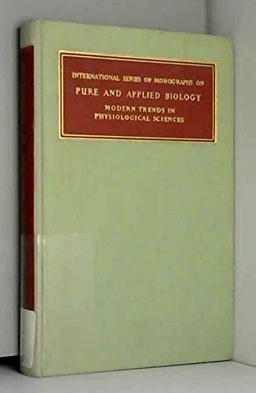 INTERNATIONAL SERIES OF MONOGRAPHS ON
PURE AND APPLIED BIOLOGY
MODERN TRENDS IN
PHYSIOLOGICAL SCIENCES